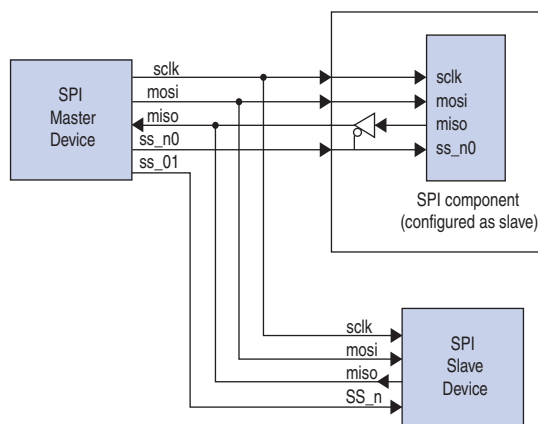 SPI
Master
Device
sclk
mosi
miso
ss_n0
ss_01
sclk
mosi
miso
ss_n0
SPI component
(configured as slave)
sclk
mosi
miso
SS_n
SPI
Slave
Device